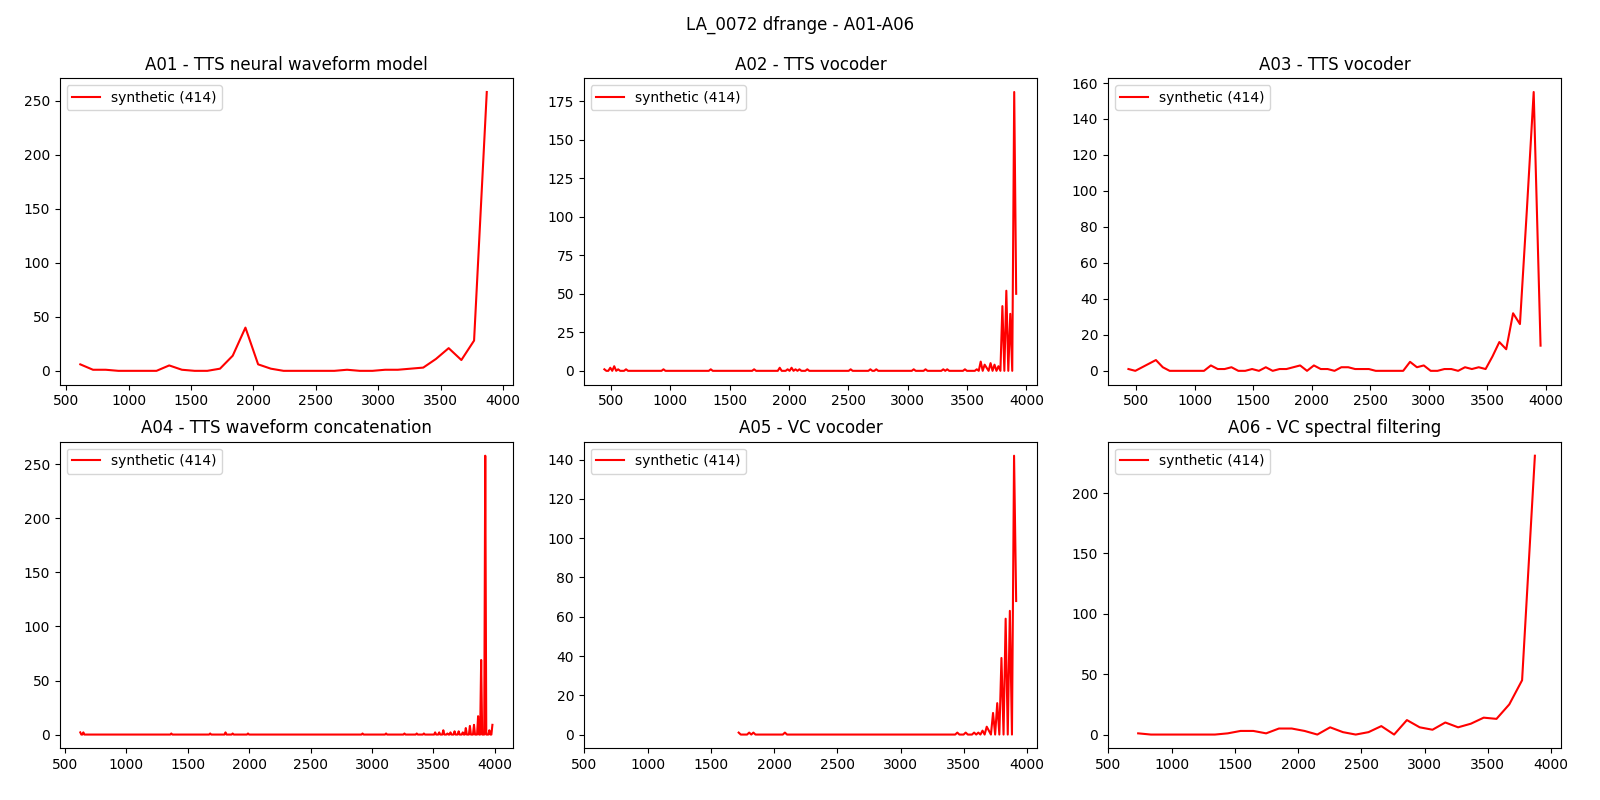 LA_0072 dfrange - A01-A06
A01 - TTS neural waveform model
synthetic (414)
250
200
150
100
50
0
500 1000 1500 2000 2500 3000 3500 4000
A02 - TTS vocoder
synthetic (414)
175
150
125
100
75
50
25
0
500 1000 1500 2000 2500 3000 3500 4000
A03 - TTS vocoder
synthetic (414)
160
140
120
100
80
60
40
20
0
500 1000 1500 2000 2500 3000 3500 4000
A04 - TTS waveform concatenation
synthetic (414)
250
200
150
100
50
0
500 1000 1500 2000 2500 3000 3500 4000
A05 - VC vocoder
synthetic (414)
140
120
100
80
60
40
20
0
500 1000 1500 2000 2500 3000 3500 4000
A06 - VC spectral filtering
synthetic (414)
200
150
100
50
0
500 1000 1500 2000 2500 3000 3500 4000